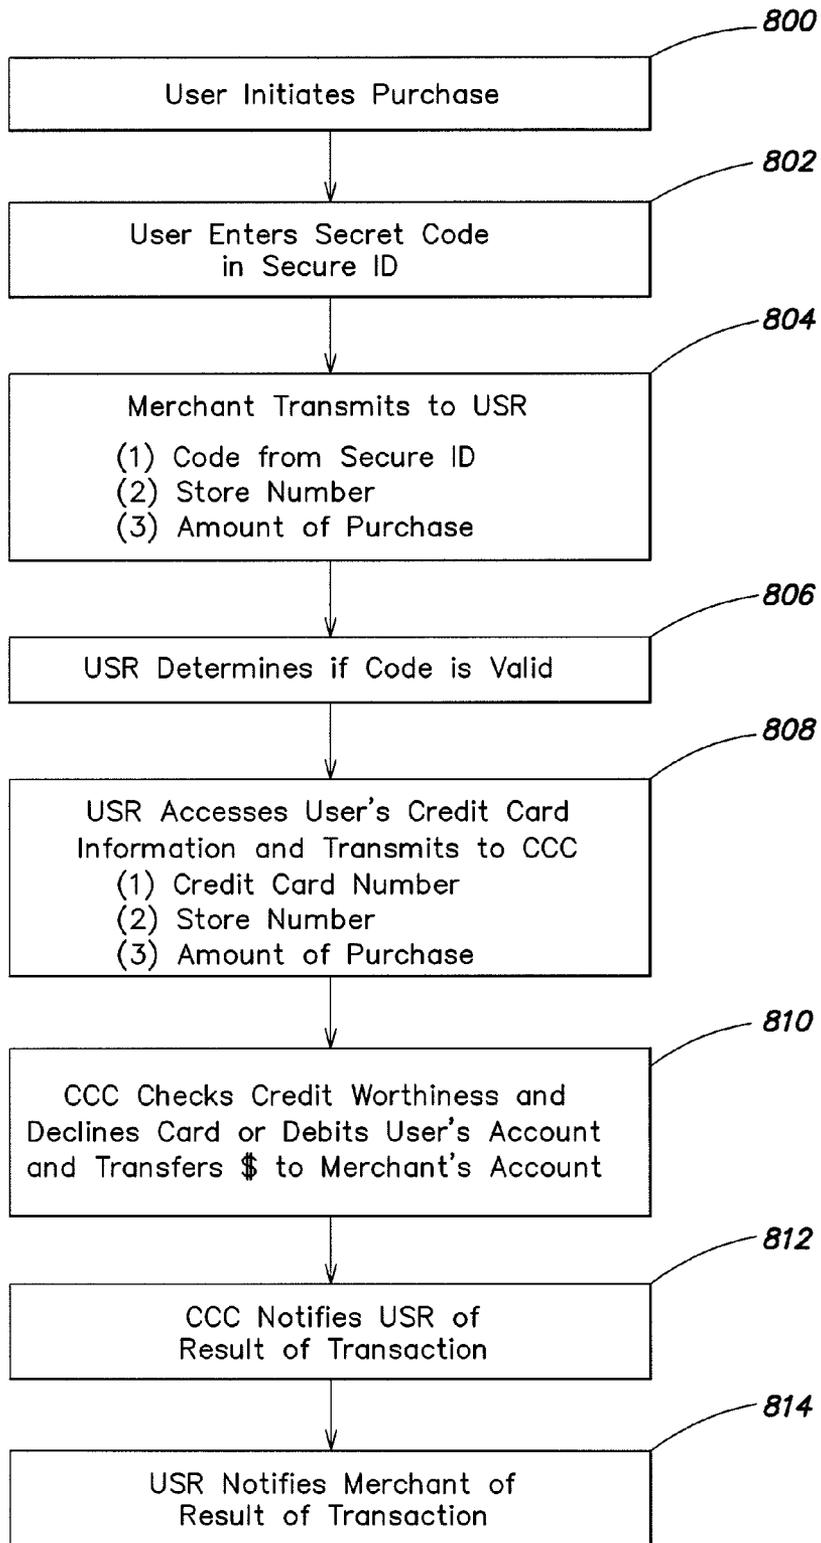 800
User Initiates Purchase
802
User Enters Secret Code
in Secure ID
804
Merchant Transmits to USR
(1) Code from Secure ID
(2) Store Number
(3) Amount of Purchase
806
USR Determines if Code is Valid
808
USR Accesses User's Credit Card
Information and Transmits to CCC
(1) Credit Card Number
(2) Store Number
(3) Amount of Purchase
810
CCC Checks Credit Worthiness and
Declines Card or Debits User's Account
and Transfers $ to Merchant's Account
812
CCC Notifies USR of
Result of Transaction
814
USR Notifies Merchant of
Result of Transaction